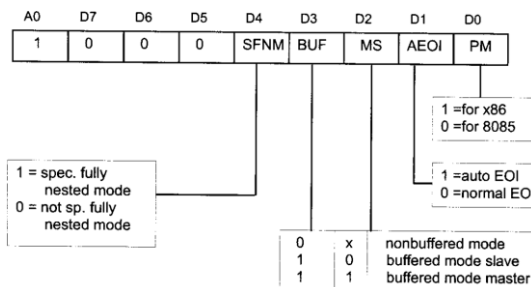 A0 D7 D6 D5 D4 D3 D2 D1 D0
1 0 0 0 SFNM BUF MS AEOI PM
1 =for x86
0 =for 8085
1 = spec. fully
nested mode
0 = not sp. fully
nested mode
1 =auto EOI
0 =normal EO
0 x nonbuffered mode
1 0 buffered mode slave
1 1 buffered mode master